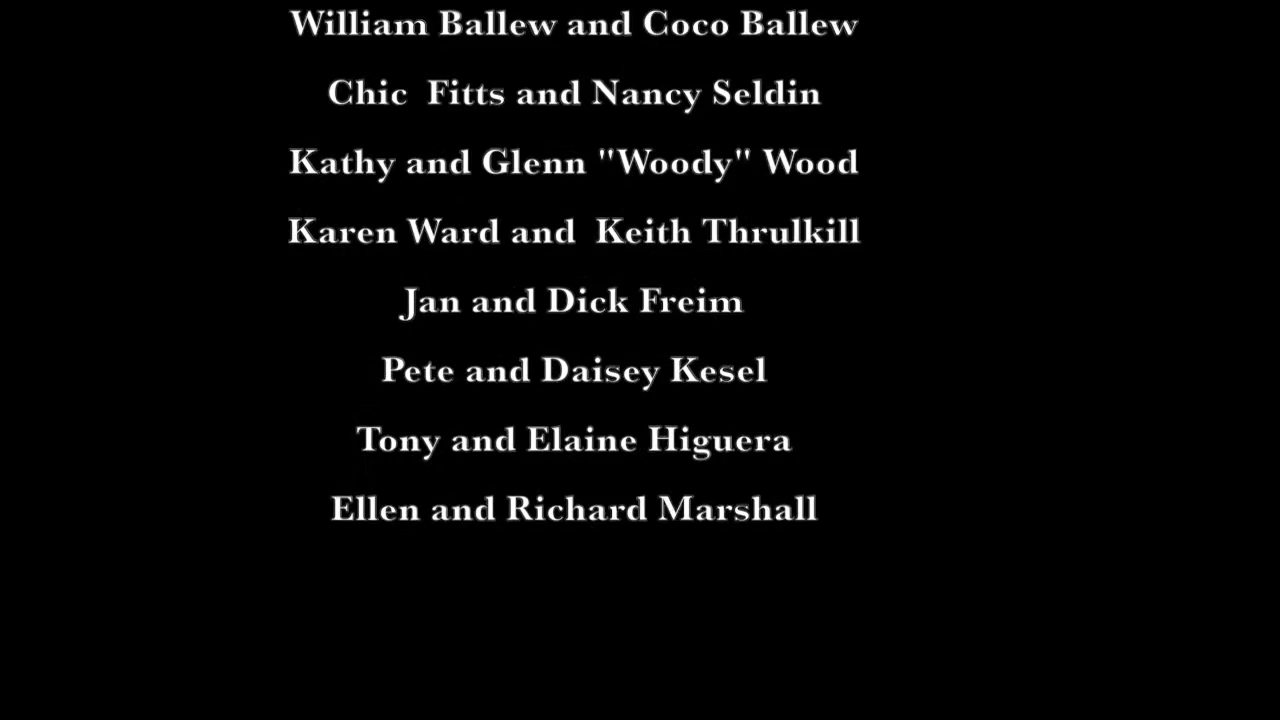 William Ballew and Coco Ballew
Chic  Fitts and Nancy Seldin
Kathy and Glenn "Woody" Wood
Karen Ward and  Keith Thrulkill
Jan and Dick Freim
Pete and Daisey Kesel
Tony and Elaine Higuera
Ellen and Richard Marshall